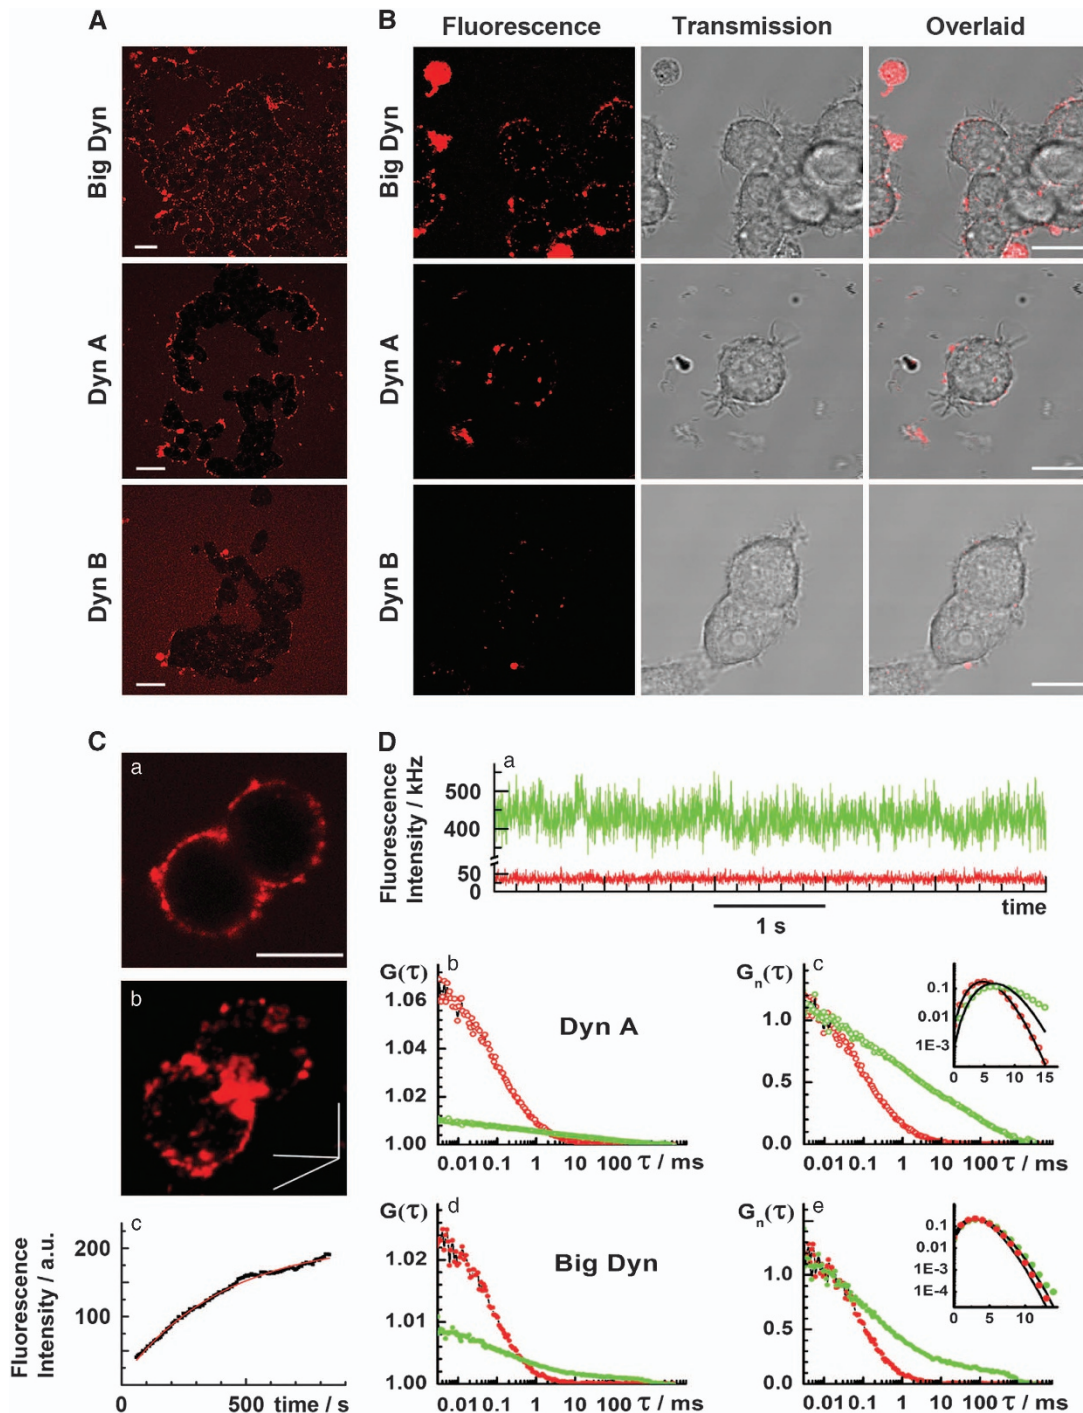 A
B
Fluorescence
Transmission
Overlaid
Big Dyn
Big Dyn
Dyn A
Dyn A
Dyn B
Dyn B
C
a
b
c
Fluorescence
Intensity / a.u.
200
100
0
500
time / s
D
a
Fluorescence
Intensity / kHz
500
400
50
0
time
1 s
G(τ)
b
1.06
1.04
1.02
1.00
Dyn A
0.01 0.1 1 10 100 τ / ms
Gn(τ)
c
1.0
0.5
0.0
0.01 0.1 1 10 100 τ / ms
0.1
0.01
1E-3
0 5 10 15
G(τ)
d
1.02
1.01
1.00
Big Dyn
0.01 0.1 1 10 100 τ / ms
Gn(τ)
e
1.5
1.0
0.5
0.0
0.01 0.1 1 10 100 τ / ms
0.1
0.01
1E-3
1E-4
0 5 10